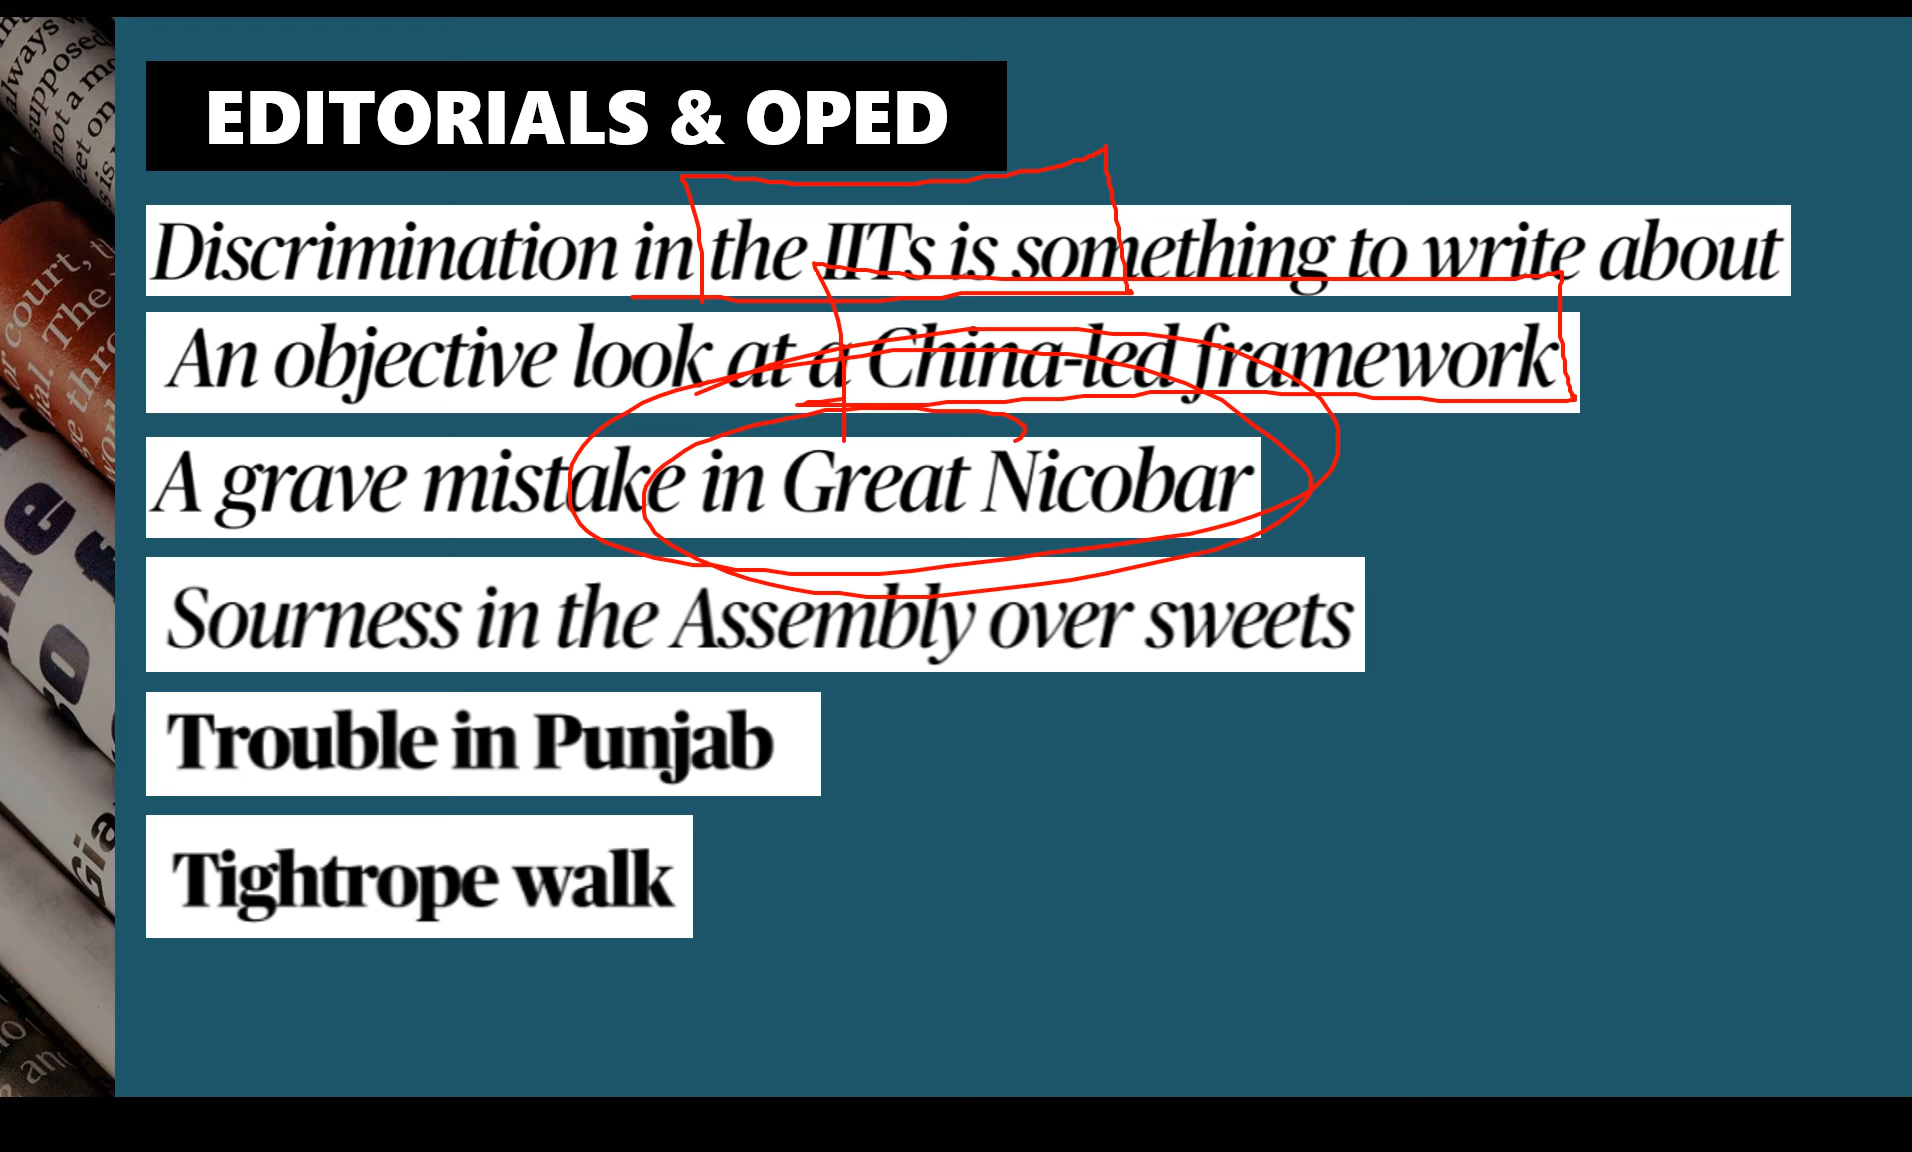 EDITORIALS & OPED
Discrimination in the IITs is something to write about
An objective look at a China-led framework
A grave mistake in Great Nicobar
Sourness in the Assembly over sweets
Trouble in Punjab
Tightrope walk